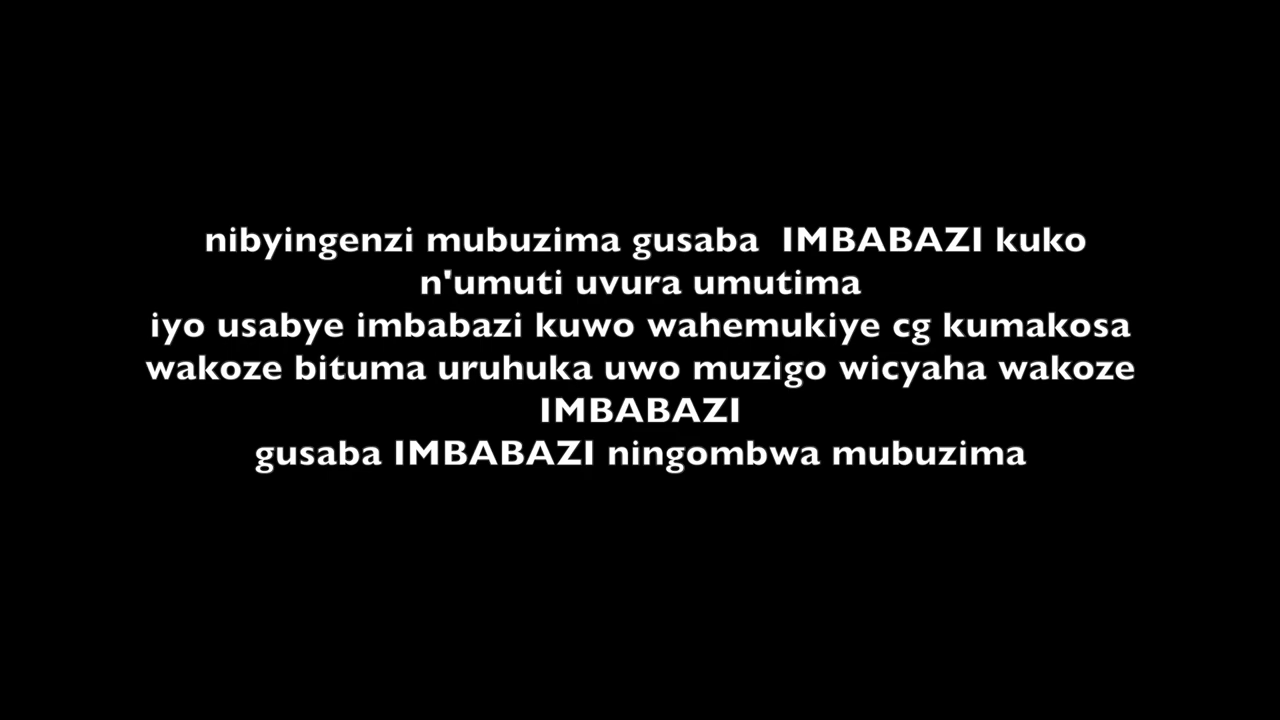 nibyingenzi mubuzima gusaba  IMBABAZI kuko
n'umuti uvura umutima
iyo usabye imbabazi kuwo wahemukiye cg kumakosa
wakoze bituma uruhuka uwo muzigo wicyaha wakoze
IMBABAZI
gusaba IMBABAZI ningombwa mubuzima